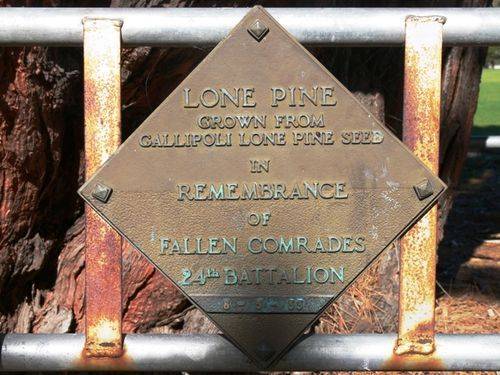 LONE PINE
GROWN FROM
GALLIPOLI LONE PINE SEED
IN
REMEMBRANCE
OF
FALLEN COMRADES
24th BATTALION